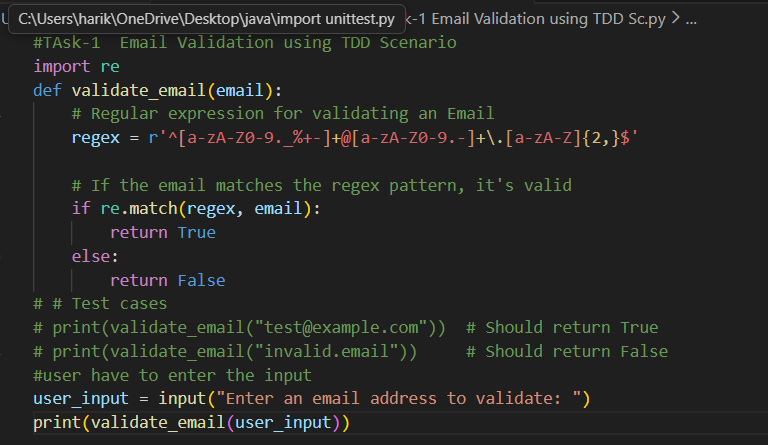 C:\Users\harik\OneDrive\Desktop\java\import unittest.py
-1 Email Validation using TDD Sc.py > ...
#TAsk-1  Email Validation using TDD Scenario
import re
def validate_email(email):
    # Regular expression for validating an Email
    regex = r'^[a-zA-Z0-9._%+-]+@[a-zA-Z0-9.-]+\.[a-zA-Z]{2,}$'
    # If the email matches the regex pattern, it's valid
    if re.match(regex, email):
        return True
    else:
        return False
# # Test cases
# print(validate_email("test@example.com"))  # Should return True
# print(validate_email("invalid.email"))     # Should return False
#user have to enter the input
user_input = input("Enter an email address to validate: ")
print(validate_email(user_input))